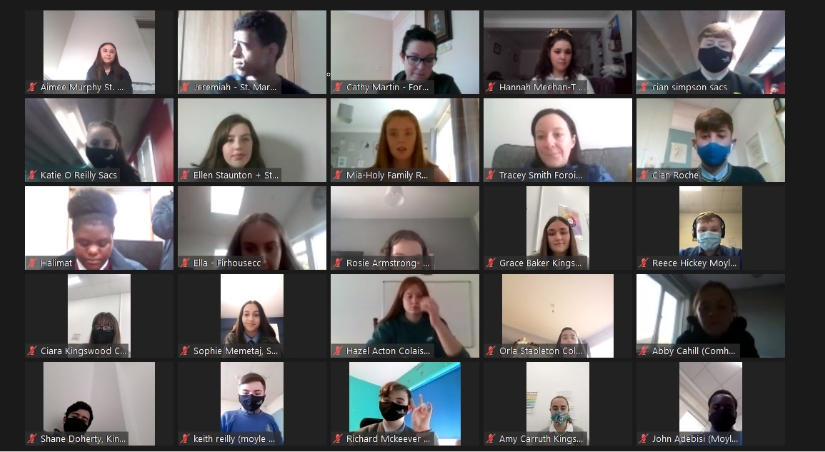 Aimee Murphy St. ...
Jeremiah - St. Mar...
Cathy Martin - For...
Hannah Meehan-T...
cian simpson sacs
Katie O Reilly Sacs
Ellen Staunton + St...
Mia-Holy Family R...
Tracey Smith Foroi...
Cian Roche
Halimat
Ella - Firhousecc
Rosie Armstrong- ...
Grace Baker Kings...
Reece Hickey Moyl...
Ciara Kingswood C...
Sophie Memetaj, S...
Hazel Acton Colais...
Orla Stapleton Col...
Abby Cahill (Comh...
Shane Doherty, Kin...
keith reilly (moyle ...
Richard Mckeever ...
Amy Carruth Kings...
John Adebisi (Moyl...